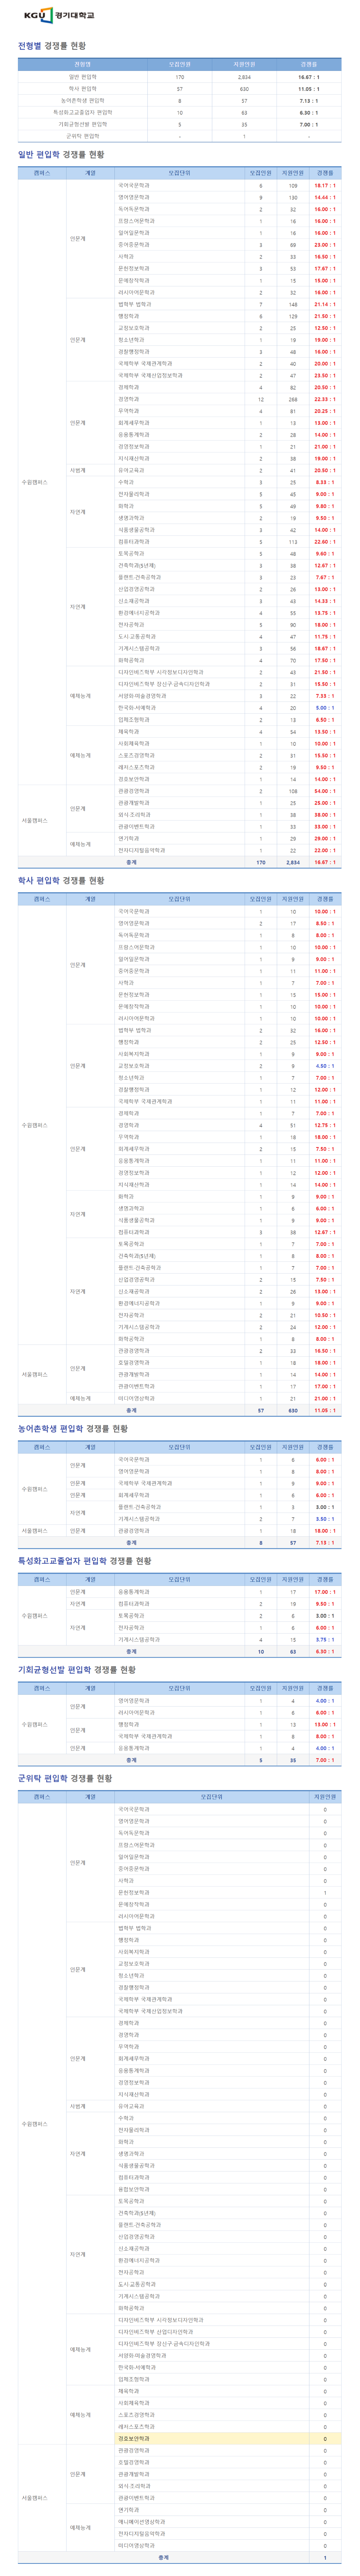 KGU 경기대학교
전형별 경쟁률 현황
전형명 모집인원 지원인원 경쟁률
일반 편입학 170 2,834 16.67 : 1
학사 편입학 57 630 11.05 : 1
농어촌학생 편입학 8 57 7.13 : 1
특성화고교졸업자 편입학 10 63 6.30 : 1
기회균형선발 편입학 5 35 7.00 : 1
군위탁 편입학 - 1 -
일반 편입학 경쟁률 현황
캠퍼스 계열 모집단위 모집인원 지원인원 경쟁률
수원캠퍼스 인문계 국어국문학과 6 109 18.17 : 1
영어영문학과 9 130 14.44 : 1
독어독문학과 2 32 16.00 : 1
프랑스어문학과 1 16 16.00 : 1
일어일문학과 1 16 16.00 : 1
중어중문학과 3 69 23.00 : 1
사학과 2 33 16.50 : 1
문헌정보학과 3 53 17.67 : 1
문예창작학과 1 15 15.00 : 1
러시아어문학과 2 32 16.00 : 1
인문계 법학부 법학과 7 148 21.14 : 1
행정학과 6 129 21.50 : 1
교정보호학과 2 25 12.50 : 1
청소년학과 1 19 19.00 : 1
경찰행정학과 3 48 16.00 : 1
국제학부 국제관계학과 2 40 20.00 : 1
국제학부 국제산업정보학과 2 47 23.50 : 1
인문계 경제학과 4 82 20.50 : 1
경영학과 12 268 22.33 : 1
무역학과 4 81 20.25 : 1
회계세무학과 1 13 13.00 : 1
응용통계학과 2 28 14.00 : 1
경영정보학과 1 21 21.00 : 1
지식재산학과 2 38 19.00 : 1
사범계 유아교육과 2 41 20.50 : 1
자연계 수학과 3 25 8.33 : 1
전자물리학과 5 45 9.00 : 1
화학과 5 49 9.80 : 1
생명과학과 2 19 9.50 : 1
식품생물공학과 3 42 14.00 : 1
컴퓨터과학과 5 113 22.60 : 1
자연계 토목공학과 5 48 9.60 : 1
건축학과(5년제) 3 38 12.67 : 1
플랜트·건축공학과 3 23 7.67 : 1
산업경영공학과 2 26 13.00 : 1
신소재공학과 3 43 14.33 : 1
환경에너지공학과 4 55 13.75 : 1
전자공학과 5 90 18.00 : 1
도시·교통공학과 4 47 11.75 : 1
기계시스템공학과 3 56 18.67 : 1
화학공학과 4 70 17.50 : 1
예체능계 디자인비즈학부 시각정보디자인학과 2 43 21.50 : 1
디자인비즈학부 장신구·금속디자인학과 2 31 15.50 : 1
서양화·미술경영학과 3 22 7.33 : 1
한국화·서예학과 4 20 5.00 : 1
입체조형학과 2 13 6.50 : 1
예체능계 체육학과 4 54 13.50 : 1
사회체육학과 1 10 10.00 : 1
스포츠경영학과 2 31 15.50 : 1
레저스포츠학과 2 19 9.50 : 1
경호보안학과 1 14 14.00 : 1
서울캠퍼스 인문계 관광경영학과 2 108 54.00 : 1
관광개발학과 1 25 25.00 : 1
외식·조리학과 1 38 38.00 : 1
관광이벤트학과 1 33 33.00 : 1
예체능계 연기학과 1 29 29.00 : 1
전자디지털음악학과 1 22 22.00 : 1
총계 170 2,834 16.67 : 1
학사 편입학 경쟁률 현황
캠퍼스 계열 모집단위 모집인원 지원인원 경쟁률
수원캠퍼스 인문계 국어국문학과 1 10 10.00 : 1
영어영문학과 2 17 8.50 : 1
독어독문학과 1 8 8.00 : 1
프랑스어문학과 1 10 10.00 : 1
일어일문학과 1 9 9.00 : 1
중어중문학과 1 11 11.00 : 1
사학과 1 7 7.00 : 1
문헌정보학과 1 15 15.00 : 1
문예창작학과 1 10 10.00 : 1
러시아어문학과 1 10 10.00 : 1
인문계 법학부 법학과 2 32 16.00 : 1
행정학과 2 25 12.50 : 1
사회복지학과 1 9 9.00 : 1
교정보호학과 2 9 4.50 : 1
청소년학과 1 7 7.00 : 1
경찰행정학과 1 12 12.00 : 1
국제학부 국제관계학과 1 11 11.00 : 1
인문계 경제학과 1 7 7.00 : 1
경영학과 4 51 12.75 : 1
무역학과 1 18 18.00 : 1
회계세무학과 2 15 7.50 : 1
응용통계학과 1 11 11.00 : 1
경영정보학과 1 12 12.00 : 1
지식재산학과 1 14 14.00 : 1
자연계 화학과 1 9 9.00 : 1
생명과학과 1 6 6.00 : 1
식품생물공학과 1 9 9.00 : 1
컴퓨터과학과 3 38 12.67 : 1
자연계 토목공학과 1 7 7.00 : 1
건축학과(5년제) 1 8 8.00 : 1
플랜트·건축공학과 1 7 7.00 : 1
산업경영공학과 2 15 7.50 : 1
신소재공학과 2 26 13.00 : 1
환경에너지공학과 1 9 9.00 : 1
전자공학과 2 21 10.50 : 1
기계시스템공학과 2 24 12.00 : 1
화학공학과 1 8 8.00 : 1
서울캠퍼스 인문계 관광경영학과 2 33 16.50 : 1
호텔경영학과 1 18 18.00 : 1
관광개발학과 1 14 14.00 : 1
관광이벤트학과 1 17 17.00 : 1
예체능계 미디어영상학과 1 21 21.00 : 1
총계 57 630 11.05 : 1
농어촌학생 편입학 경쟁률 현황
캠퍼스 계열 모집단위 모집인원 지원인원 경쟁률
수원캠퍼스 인문계 국어국문학과 1 6 6.00 : 1
영어영문학과 1 8 8.00 : 1
인문계 국제학부 국제관계학과 1 9 9.00 : 1
인문계 회계세무학과 1 6 6.00 : 1
자연계 플랜트·건축공학과 1 3 3.00 : 1
기계시스템공학과 2 7 3.50 : 1
서울캠퍼스 인문계 관광경영학과 1 18 18.00 : 1
총계 8 57 7.13 : 1
특성화고교졸업자 편입학 경쟁률 현황
캠퍼스 계열 모집단위 모집인원 지원인원 경쟁률
수원캠퍼스 인문계 응용통계학과 1 17 17.00 : 1
자연계 컴퓨터과학과 2 19 9.50 : 1
자연계 토목공학과 2 6 3.00 : 1
전자공학과 1 6 6.00 : 1
기계시스템공학과 4 15 3.75 : 1
총계 10 63 6.30 : 1
기회균형선발 편입학 경쟁률 현황
캠퍼스 계열 모집단위 모집인원 지원인원 경쟁률
수원캠퍼스 인문계 영어영문학과 1 4 4.00 : 1
러시아어문학과 1 6 6.00 : 1
인문계 행정학과 1 13 13.00 : 1
국제학부 국제관계학과 1 8 8.00 : 1
인문계 응용통계학과 1 4 4.00 : 1
총계 5 35 7.00 : 1
군위탁 편입학 경쟁률 현황
캠퍼스 계열 모집단위 지원인원
수원캠퍼스 인문계 국어국문학과 0
영어영문학과 0
독어독문학과 0
프랑스어문학과 0
일어일문학과 0
중어중문학과 0
사학과 0
문헌정보학과 1
문예창작학과 0
러시아어문학과 0
인문계 법학부 법학과 0
행정학과 0
사회복지학과 0
교정보호학과 0
청소년학과 0
경찰행정학과 0
국제학부 국제관계학과 0
국제학부 국제산업정보학과 0
인문계 경제학과 0
경영학과 0
무역학과 0
회계세무학과 0
응용통계학과 0
경영정보학과 0
지식재산학과 0
사범계 유아교육과 0
자연계 수학과 0
전자물리학과 0
화학과 0
생명과학과 0
식품생물공학과 0
컴퓨터과학과 0
융합보안학과 0
자연계 토목공학과 0
건축학과(5년제) 0
플랜트·건축공학과 0
산업경영공학과 0
신소재공학과 0
환경에너지공학과 0
전자공학과 0
도시·교통공학과 0
기계시스템공학과 0
화학공학과 0
예체능계 디자인비즈학부 시각정보디자인학과 0
디자인비즈학부 산업디자인학과 0
디자인비즈학부 장신구·금속디자인학과 0
서양화·미술경영학과 0
한국화·서예학과 0
입체조형학과 0
예체능계 체육학과 0
사회체육학과 0
스포츠경영학과 0
레저스포츠학과 0
경호보안학과 0
서울캠퍼스 인문계 관광경영학과 0
호텔경영학과 0
관광개발학과 0
외식·조리학과 0
관광이벤트학과 0
예체능계 연기학과 0
애니메이션영상학과 0
전자디지털음악학과 0
미디어영상학과 0
총계 1